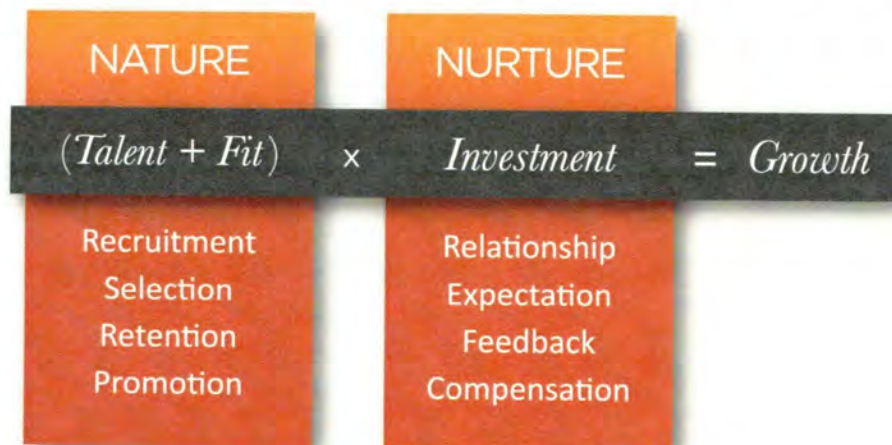 NATURE NURTURE
(Talent + Fit) x Investment = Growth
Recruitment
Selection
Retention
Promotion
Relationship
Expectation
Feedback
Compensation